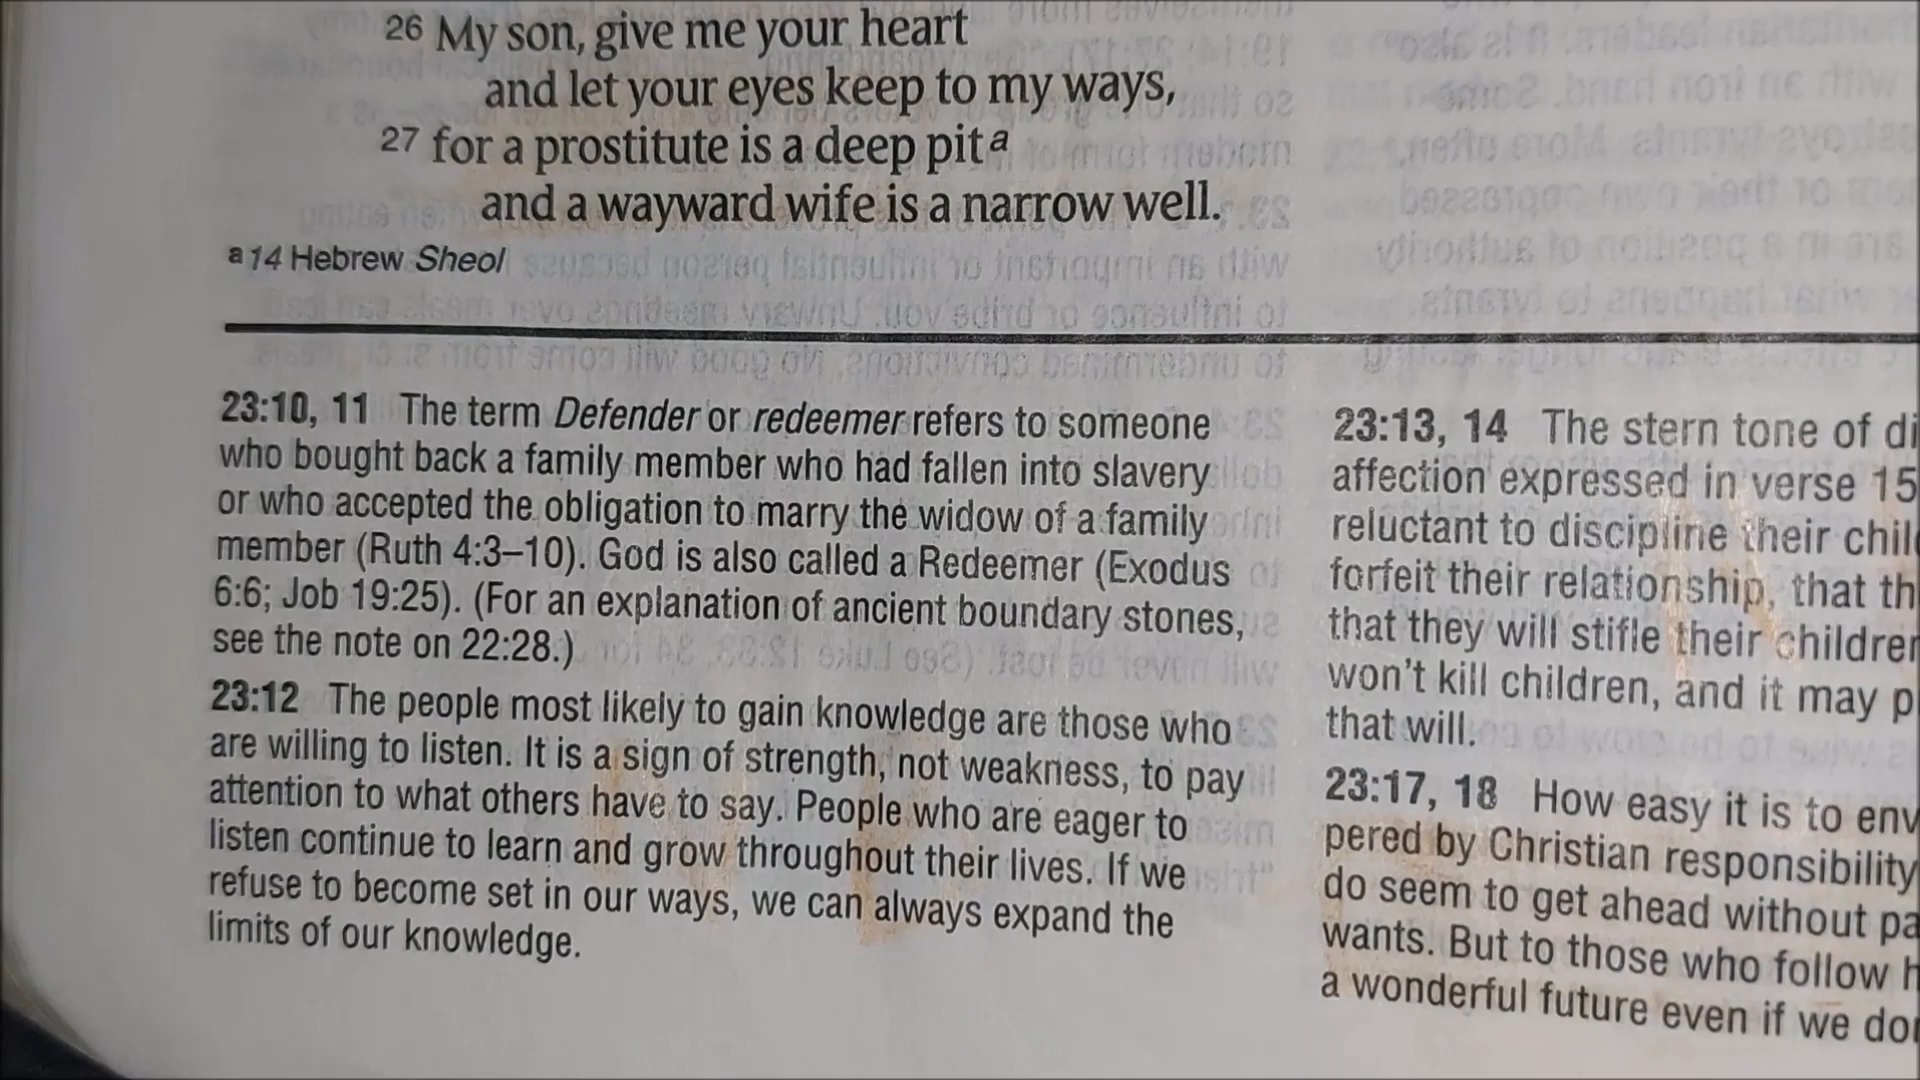 26 My son, give me your heart
and let your eyes keep to my ways,
27 for a prostitute is a deep pit a
and a wayward wife is a narrow well.
a 14 Hebrew Sheol
23:10, 11 The term Defender or redeemer refers to someone
who bought back a family member who had fallen into slavery
or who accepted the obligation to marry the widow of a family
member (Ruth 4:3–10). God is also called a Redeemer (Exodus
6:6; Job 19:25). (For an explanation of ancient boundary stones,
see the note on 22:28.)
23:12 The people most likely to gain knowledge are those who
are willing to listen. It is a sign of strength, not weakness, to pay
attention to what others have to say. People who are eager to
listen continue to learn and grow throughout their lives. If we
refuse to become set in our ways, we can always expand the
limits of our knowledge.
23:13, 14 The stern tone of
affection expressed in verse 15
reluctant to discipline their
forfeit their relationship, that
that they will stifle their
won't kill children, and it may
that will.
23:17, 18 How easy it is to
pered by Christian responsibility
do seem to get ahead without
wants. But to those who follow
a wonderful future even if we